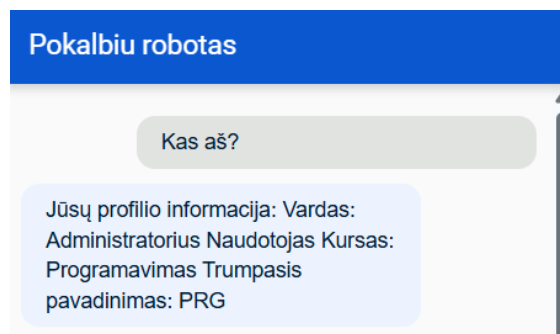 Pokalbiu robotas
Kas aš?
Jūsų profilio informacija: Vardas:
Administratorius Naudotojas Kursas:
Programavimas Trumpasis
pavadinimas: PRG